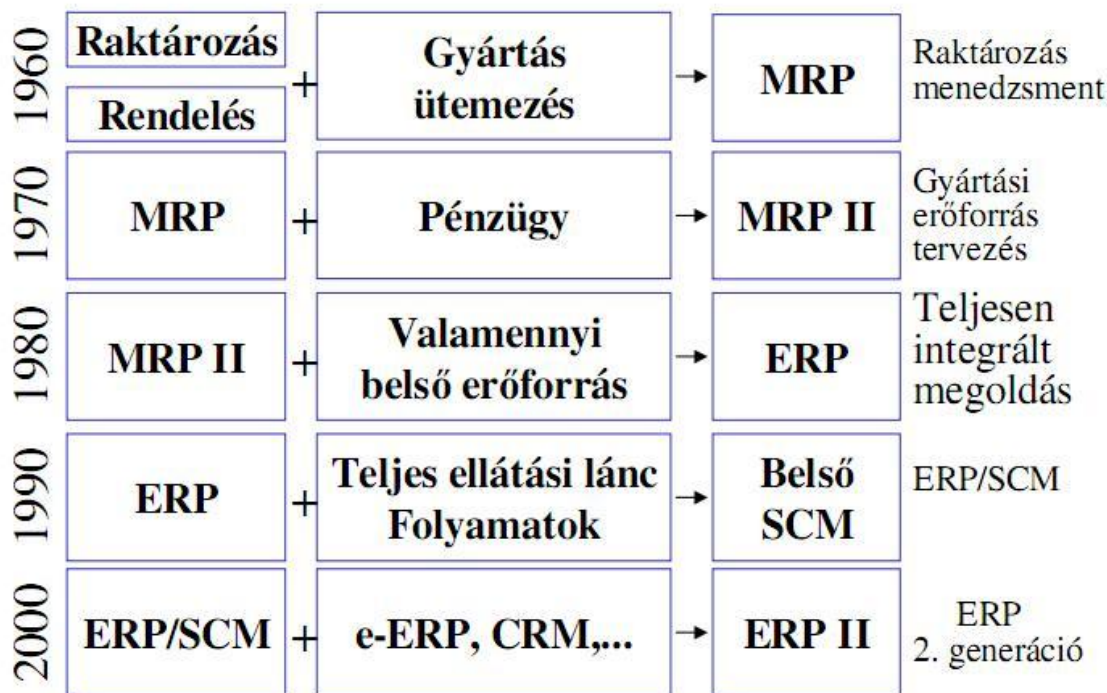 1960
Raktározás
Rendelés
+
Gyártás
ütemezés
→
MRP
Raktározás
menedzsment
1970
MRP
+
Pénzügy
→
MRP II
Gyártási
erőforrás
tervezés
1980
MRP II
+
Valamennyi
belső erőforrás
→
ERP
Teljesen
integrált
megoldás
1990
ERP
+
Teljes ellátási lánc
Folyamatok
→
Belső
SCM
ERP/SCM
2000
ERP/SCM
+
e-ERP, CRM,...
→
ERP II
ERP
2. generáció